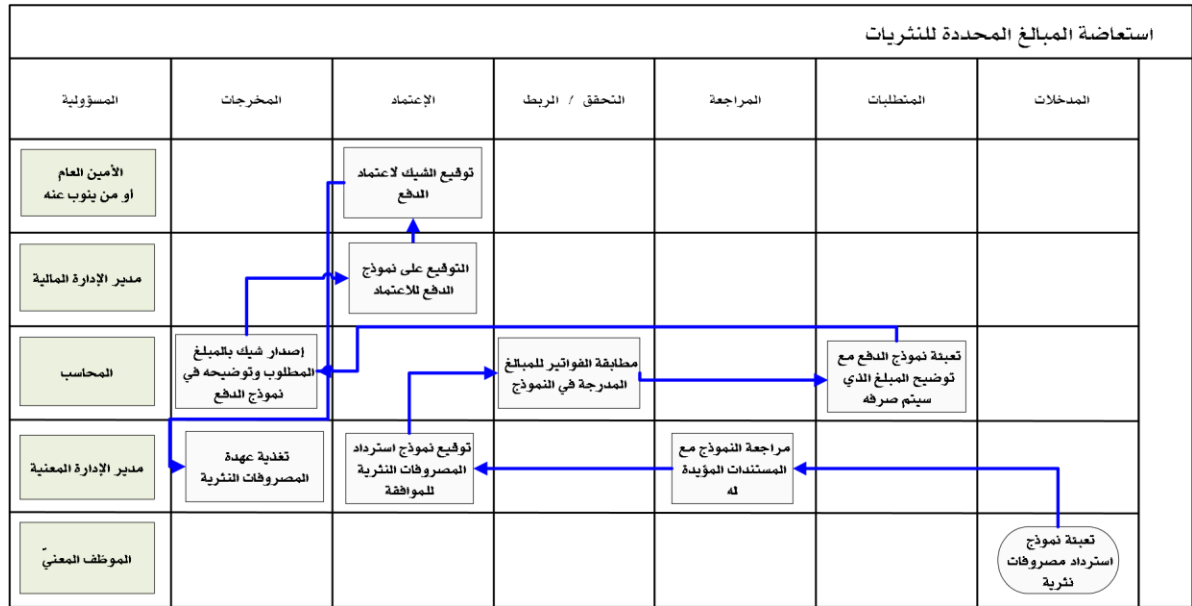 استعاضة المبالغ المحددة للنثريات
المدخلات
المتطلبات
المراجعة
التحقق / الربط
الإعتماد
المخرجات
المسؤولية
توقيع الشيك لاعتماد
الدفع
الأمين العام
او من ينوب عنه
التوقيع على نموذج
الدفع للاعتماد
مدير الإدارة المالية
تعبئة نموذج الدفع مع
توضيح المبلغ الذي
سيتم صرفه
مطابقة الفواتير للمبالغ
المدرجة في النموذج
إصدار شيك بالمبلغ
المطلوب وتوضيحه في
نموذج الدفع
المحاسب
مراجعة النموذج مع
المستندات المؤيدة
له
توقيع نموذج استرداد
المصروفات النثرية
للموافقة
تغذية عهدة
المصروفات النثرية
مدير الإدارة المعنية
تعبئة نموذج
استرداد مصروفات
نثرية
الموظف المعنيّ